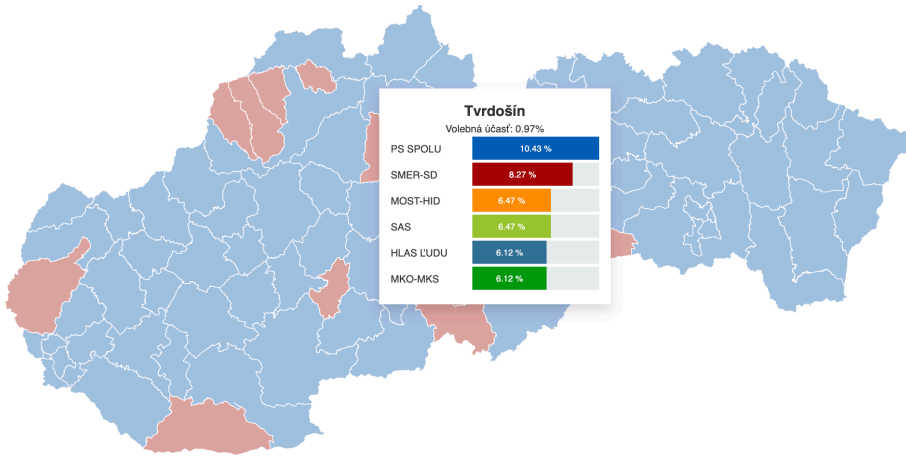 Tvrdošín
Volebná účasť: 0.97%
PS SPOLU 10.43 %
SMER-SD 8.27 %
MOST-HID 6.47 %
SAS 6.47 %
HLAS ĽUDU 6.12 %
MKO-MKS 6.12 %